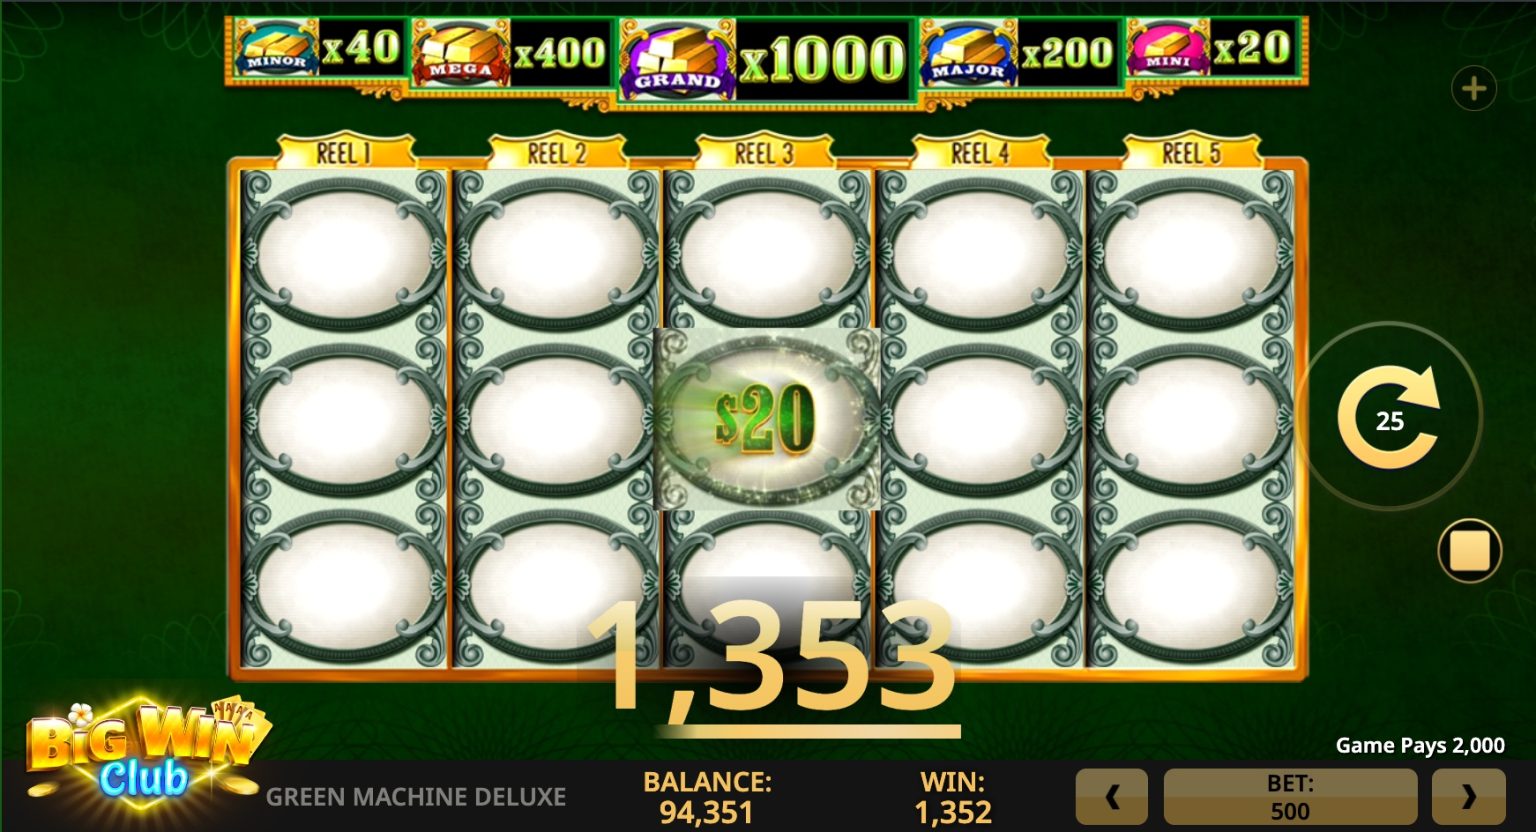 MINOR x40
MEGA x400
GRAND x1000
MAJOR x200
MINI x20
REEL 1
REEL 2
REEL 3
REEL 4
REEL 5
$20
25
1,353
Game Pays 2,000
BIG WIN
Club
A A A A
GREEN MACHINE DELUXE
BALANCE:
94,351
WIN:
1,352
BET:
500